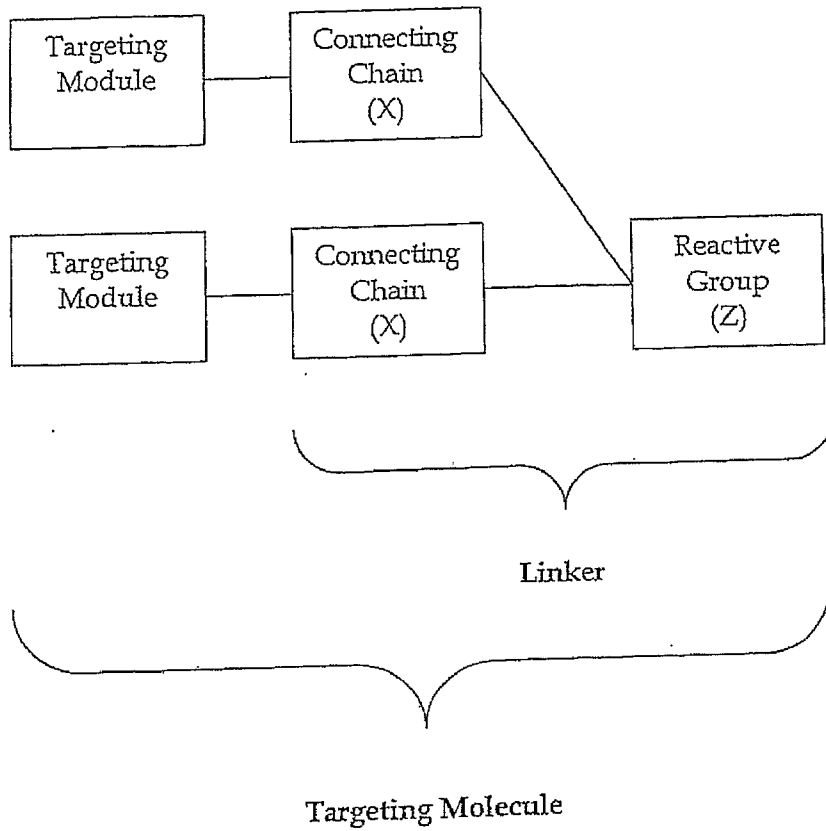 Targeting
Module
Connecting
Chain
(X)
Targeting
Module
Connecting
Chain
(X)
Reactive
Group
(Z)
Linker
Targeting Molecule